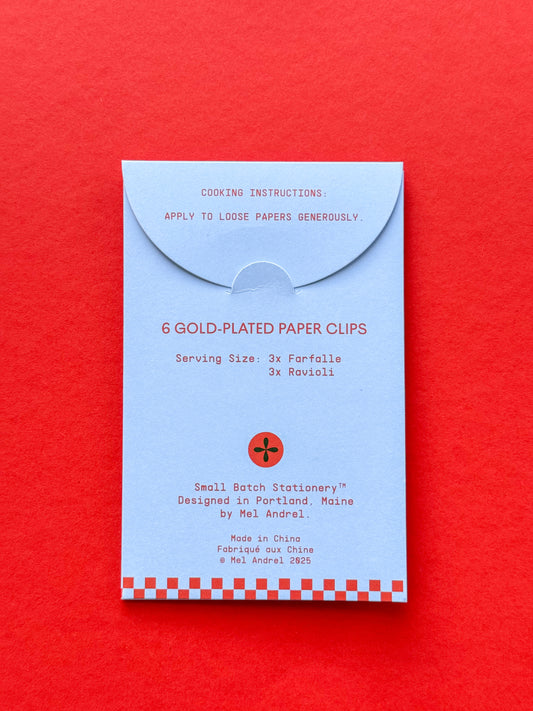 COOKING INSTRUCTIONS:
APPLY TO LOOSE PAPERS GENEROUSLY.
6 GOLD-PLATED PAPER CLIPS
Serving Size: 3x Farfalle
3x Ravioli
Small Batch Stationery™
Designed in Portland, Maine
by Mel Andrel.
Made in China
Fabriqué aux Chine
© Mel Andrel 2025